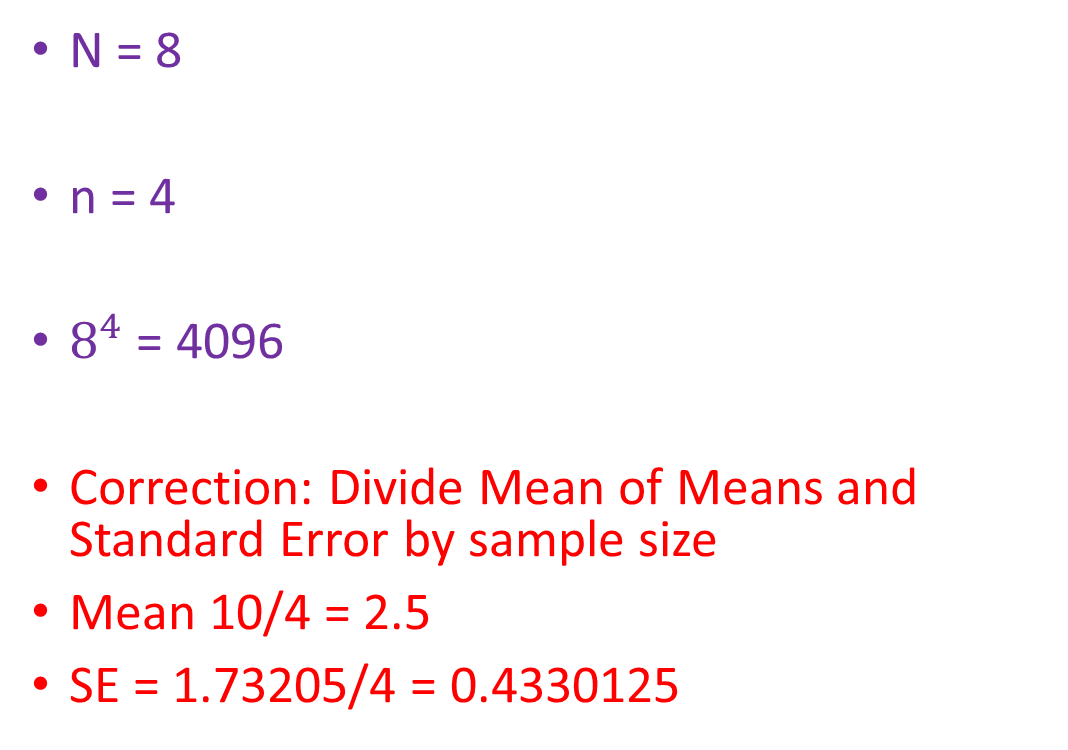 • N = 8
• n = 4
• 8⁴ = 4096
• Correction: Divide Mean of Means and
Standard Error by sample size
• Mean 10/4 = 2.5
• SE = 1.73205/4 = 0.4330125